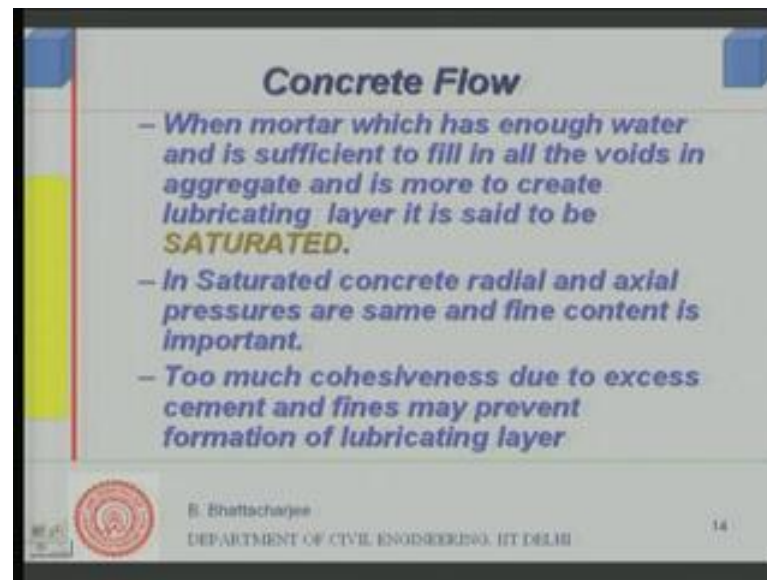 Concrete Flow
– When mortar which has enough water
and is sufficient to fill in all the voids in
aggregate and is more to create
lubricating layer it is said to be
SATURATED.
– In Saturated concrete radial and axial
pressures are same and fine content is
important.
– Too much cohesiveness due to excess
cement and fines may prevent
formation of lubricating layer
B. Bhattacharjee
DEPARTMENT OF CIVIL ENGINEERING, IIT DELHI
14